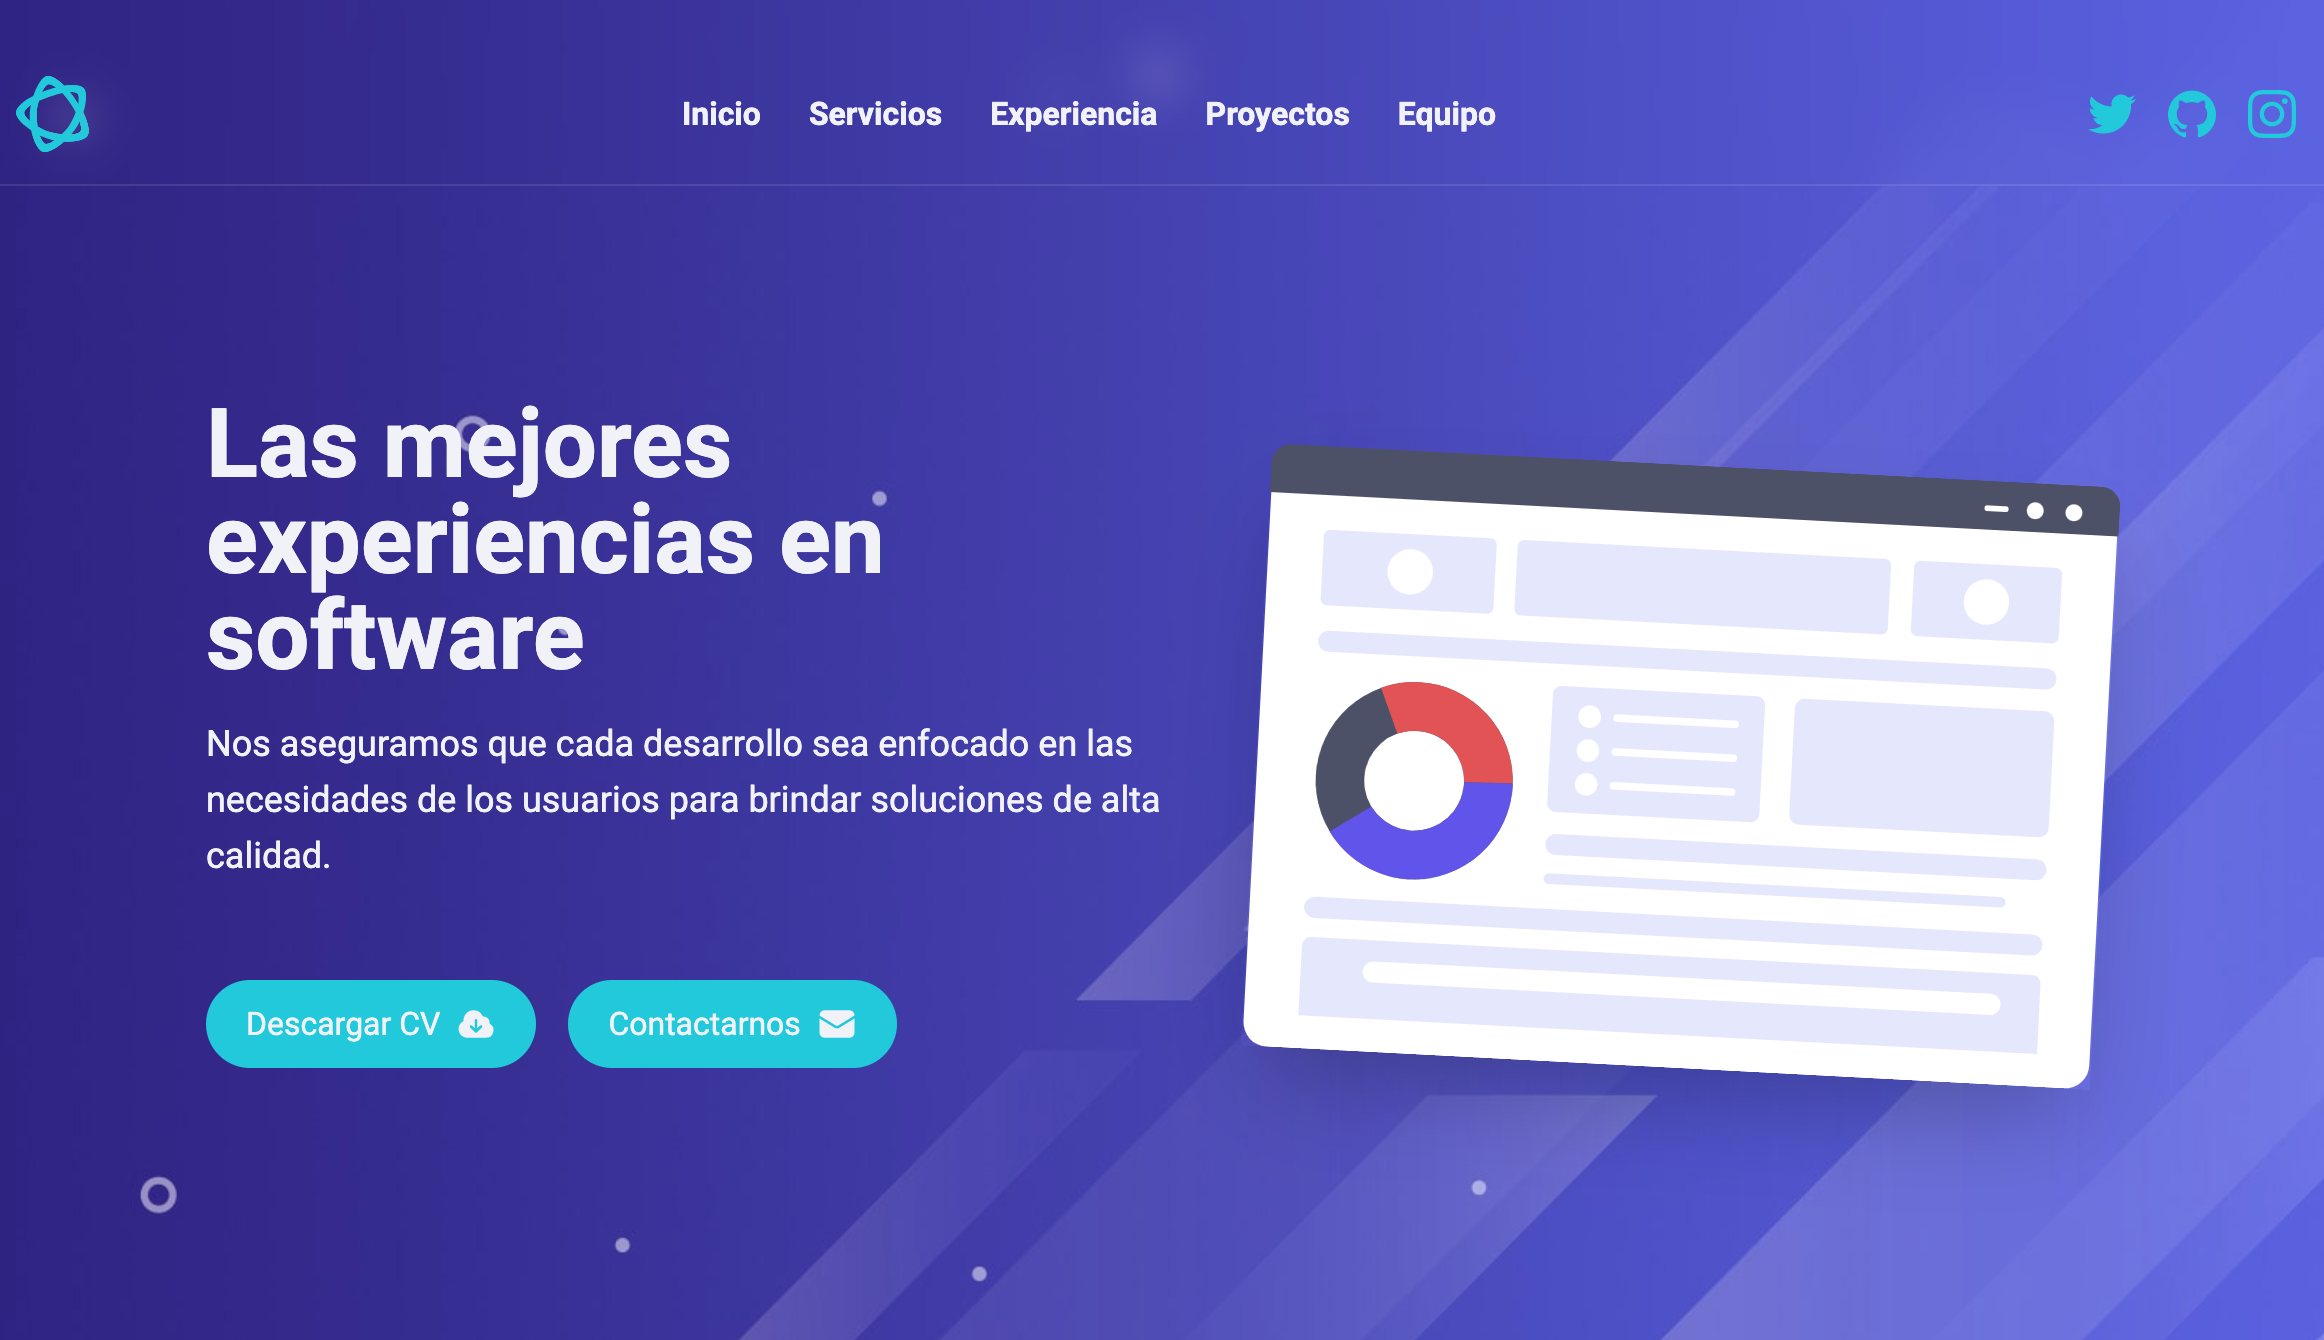 Inicio Servicios Experiencia Proyectos Equipo
Las mejores
experiencias en
software
Nos aseguramos que cada desarrollo sea enfocado en las
necesidades de los usuarios para brindar soluciones de alta
calidad.
Descargar CV Contactarnos